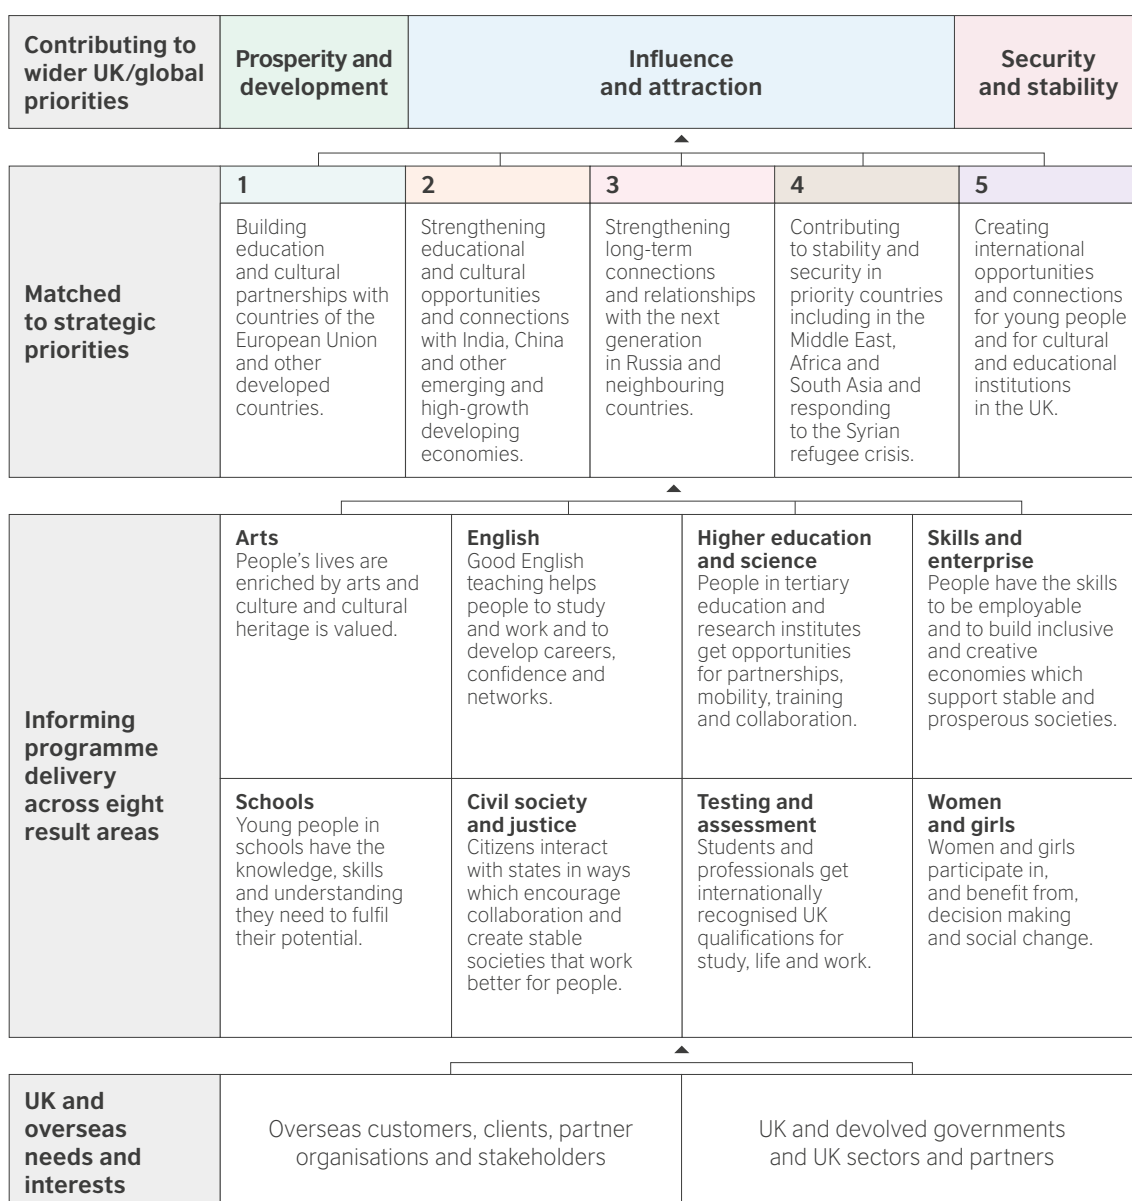 Contributing to
wider UK/global
priorities
Prosperity and
development
Influence
and attraction
Security
and stability
Matched
to strategic
priorities
1
Building
education
and cultural
partnerships with
countries of the
European Union
and other
developed
countries.
2
Strengthening
educational
and cultural
opportunities
and connections
with India, China
and other
emerging and
high-growth
developing
economies.
3
Strengthening
long-term
connections
and relationships
with the next
generation
in Russia and
neighbouring
countries.
4
Contributing
to stability and
security in
priority countries
including in the
Middle East,
Africa and
South Asia and
responding
to the Syrian
refugee crisis.
5
Creating
international
opportunities
and connections
for young people
and for cultural
and educational
institutions
in the UK.
Informing
programme
delivery
across eight
result areas
Arts
People's lives are
enriched by arts and
culture and cultural
heritage is valued.
English
Good English
teaching helps
people to study
and work and to
develop careers,
confidence and
networks.
Higher education
and science
People in tertiary
education and
research institutes
get opportunities
for partnerships,
mobility, training
and collaboration.
Skills and
enterprise
People have the skills
to be employable
and to build inclusive
and creative
economies which
support stable and
prosperous societies.
Schools
Young people in
schools have the
knowledge, skills
and understanding
they need to fulfil
their potential.
Civil society
and justice
Citizens interact
with states in ways
which encourage
collaboration and
create stable
societies that work
better for people.
Testing and
assessment
Students and
professionals get
internationally
recognised UK
qualifications for
study, life and work.
Women
and girls
Women and girls
participate in,
and benefit from,
decision making
and social change.
UK and
overseas
needs and
interests
Overseas customers, clients, partner
organisations and stakeholders
UK and devolved governments
and UK sectors and partners